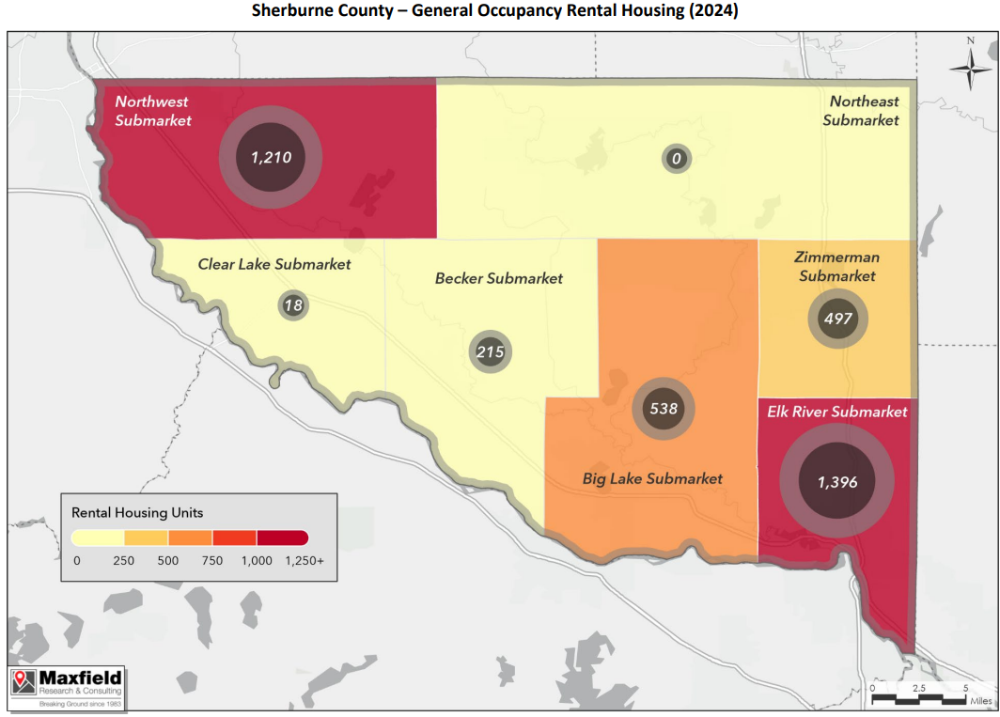 Sherburne County – General Occupancy Rental Housing (2024)
N
Northwest
Submarket
1,210
Northeast
Submarket
0
Clear Lake Submarket
18
Becker Submarket
215
Zimmerman
Submarket
497
538
Big Lake Submarket
Elk River Submarket
1,396
Rental Housing Units
0 250 500 750 1,000 1,250+
Maxfield
Research & Consulting
Breaking Ground since 1983
0 2.5 5
Miles